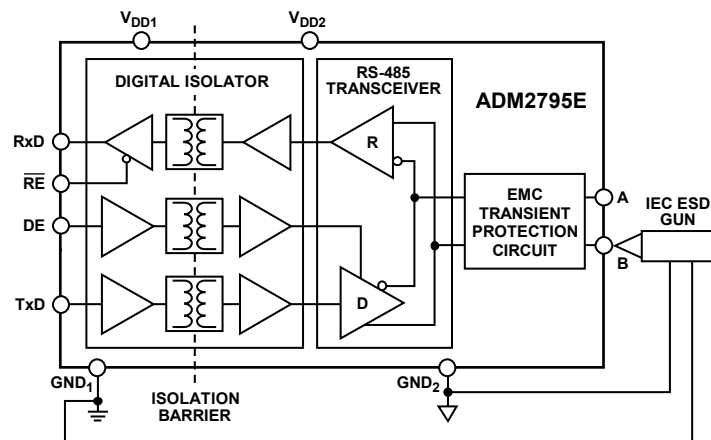 VDD1
VDD2
DIGITAL ISOLATOR
RS-485
TRANSCEIVER
ADM2795E
RxD
RE
DE
TxD
R
D
EMC
TRANSIENT
PROTECTION
CIRCUIT
A
B
IEC ESD
GUN
GND1
ISOLATION
BARRIER
GND2